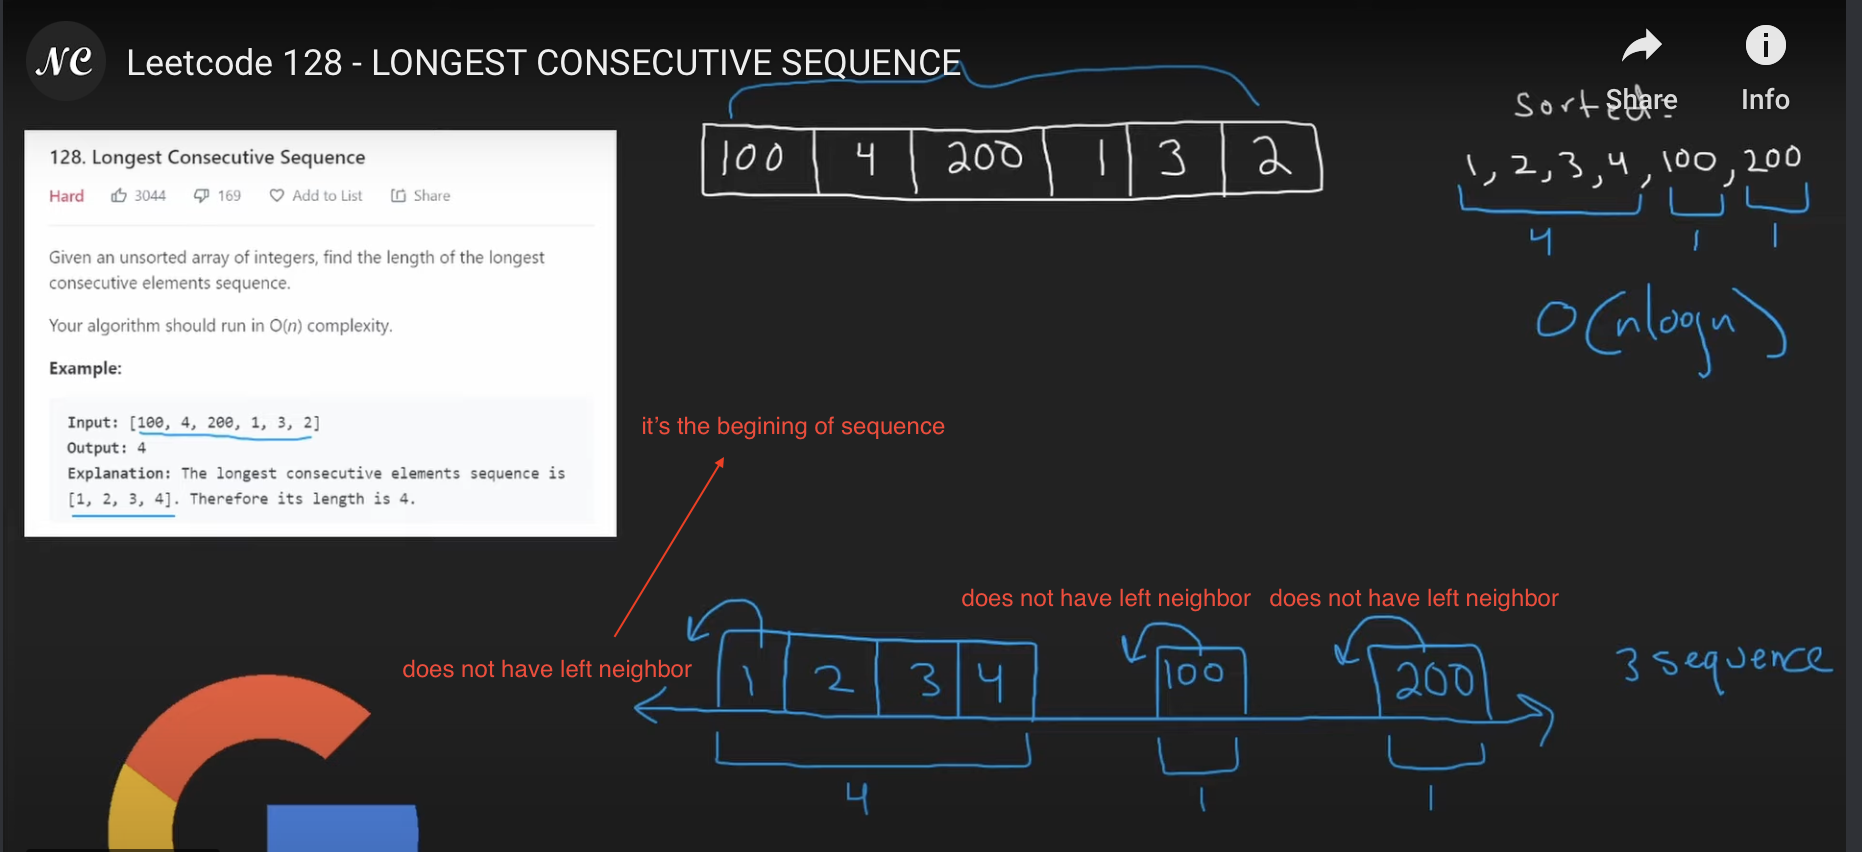 NC
Leetcode 128 - LONGEST CONSECUTIVE SEQUENCE
Share
Info
128. Longest Consecutive Sequence
Hard 3044 169 Add to List Share
Given an unsorted array of integers, find the length of the longest
consecutive elements sequence.
Your algorithm should run in O(n) complexity.
Example:
Input: [100, 4, 200, 1, 3, 2]
Output: 4
Explanation: The longest consecutive elements sequence is
[1, 2, 3, 4]. Therefore its length is 4.
100 4 200 1 3 2
Sorted:
1, 2, 3, 4, 100, 200
4 1 1
O(nlogn)
it's the begining of sequence
does not have left neighbor
does not have left neighbor
does not have left neighbor
1 2 3 4 100 200
3 sequence
4 1 1